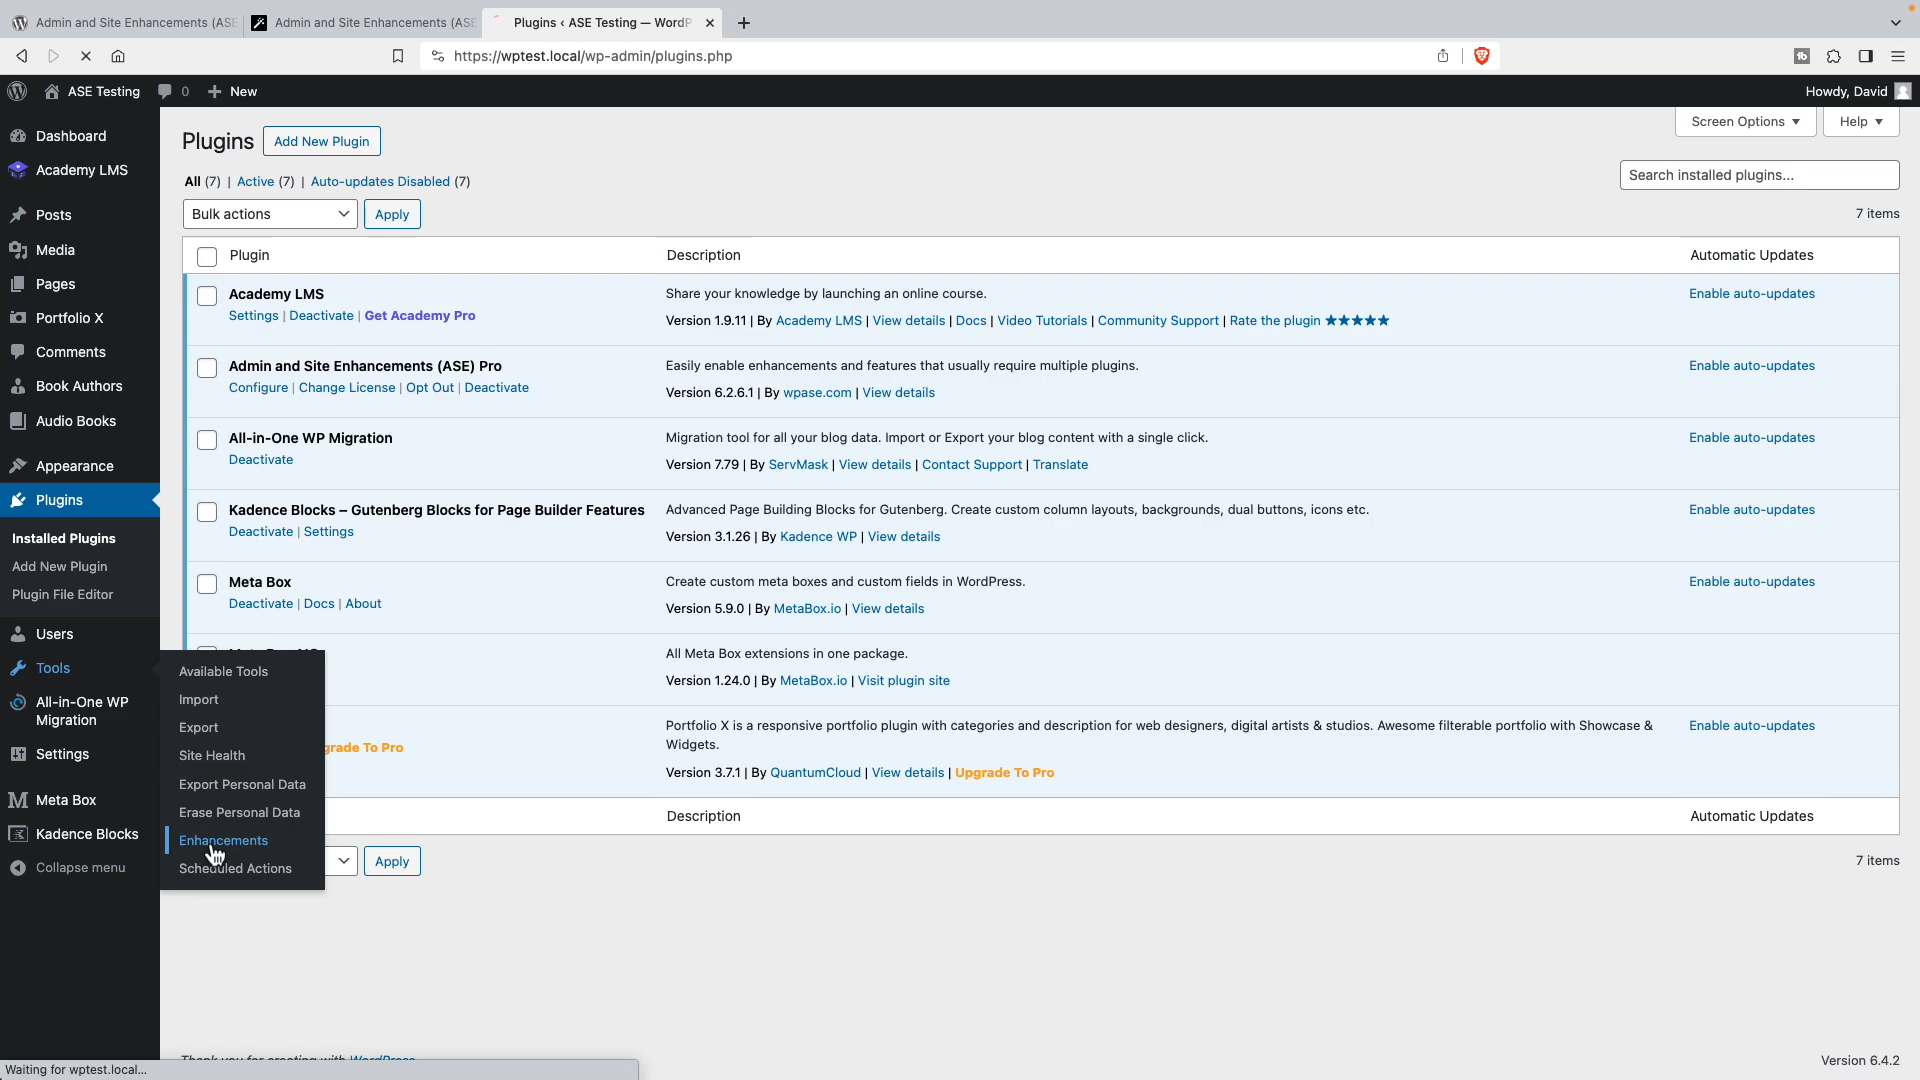 Admin and Site Enhancements (ASE
Admin and Site Enhancements (ASE
Plugins ‹ ASE Testing — WordP
https://wptest.local/wp-admin/plugins.php
ASE Testing
0
New
Howdy, David
Dashboard
Academy LMS
Posts
Media
Pages
Portfolio X
Comments
Book Authors
Audio Books
Appearance
Plugins
Installed Plugins
Add New Plugin
Plugin File Editor
Users
Tools
All-in-One WP
Migration
Settings
Meta Box
Kadence Blocks
Collapse menu
Available Tools
Import
Export
Site Health
Export Personal Data
Erase Personal Data
Enhancements
Scheduled Actions
Screen Options
Help
Plugins
Add New Plugin
All (7) | Active (7) | Auto-updates Disabled (7)
Search installed plugins...
Bulk actions
Apply
7 items
Plugin
Description
Automatic Updates
Academy LMS
Settings | Deactivate | Get Academy Pro
Share your knowledge by launching an online course.
Version 1.9.11 | By Academy LMS | View details | Docs | Video Tutorials | Community Support | Rate the plugin ★★★★★
Enable auto-updates
Admin and Site Enhancements (ASE) Pro
Configure | Change License | Opt Out | Deactivate
Easily enable enhancements and features that usually require multiple plugins.
Version 6.2.6.1 | By wpase.com | View details
Enable auto-updates
All-in-One WP Migration
Deactivate
Migration tool for all your blog data. Import or Export your blog content with a single click.
Version 7.79 | By ServMask | View details | Contact Support | Translate
Enable auto-updates
Kadence Blocks – Gutenberg Blocks for Page Builder Features
Deactivate | Settings
Advanced Page Building Blocks for Gutenberg. Create custom column layouts, backgrounds, dual buttons, icons etc.
Version 3.1.26 | By Kadence WP | View details
Enable auto-updates
Meta Box
Deactivate | Docs | About
Create custom meta boxes and custom fields in WordPress.
Version 5.9.0 | By MetaBox.io | View details
Enable auto-updates
All Meta Box extensions in one package.
Version 1.24.0 | By MetaBox.io | Visit plugin site
grade To Pro
Portfolio X is a responsive portfolio plugin with categories and description for web designers, digital artists & studios. Awesome filterable portfolio with Showcase &
Widgets.
Version 3.7.1 | By QuantumCloud | View details | Upgrade To Pro
Enable auto-updates
Description
Automatic Updates
Apply
7 items
Thank you for creating with WordPress
Version 6.4.2
Waiting for wptest.local...